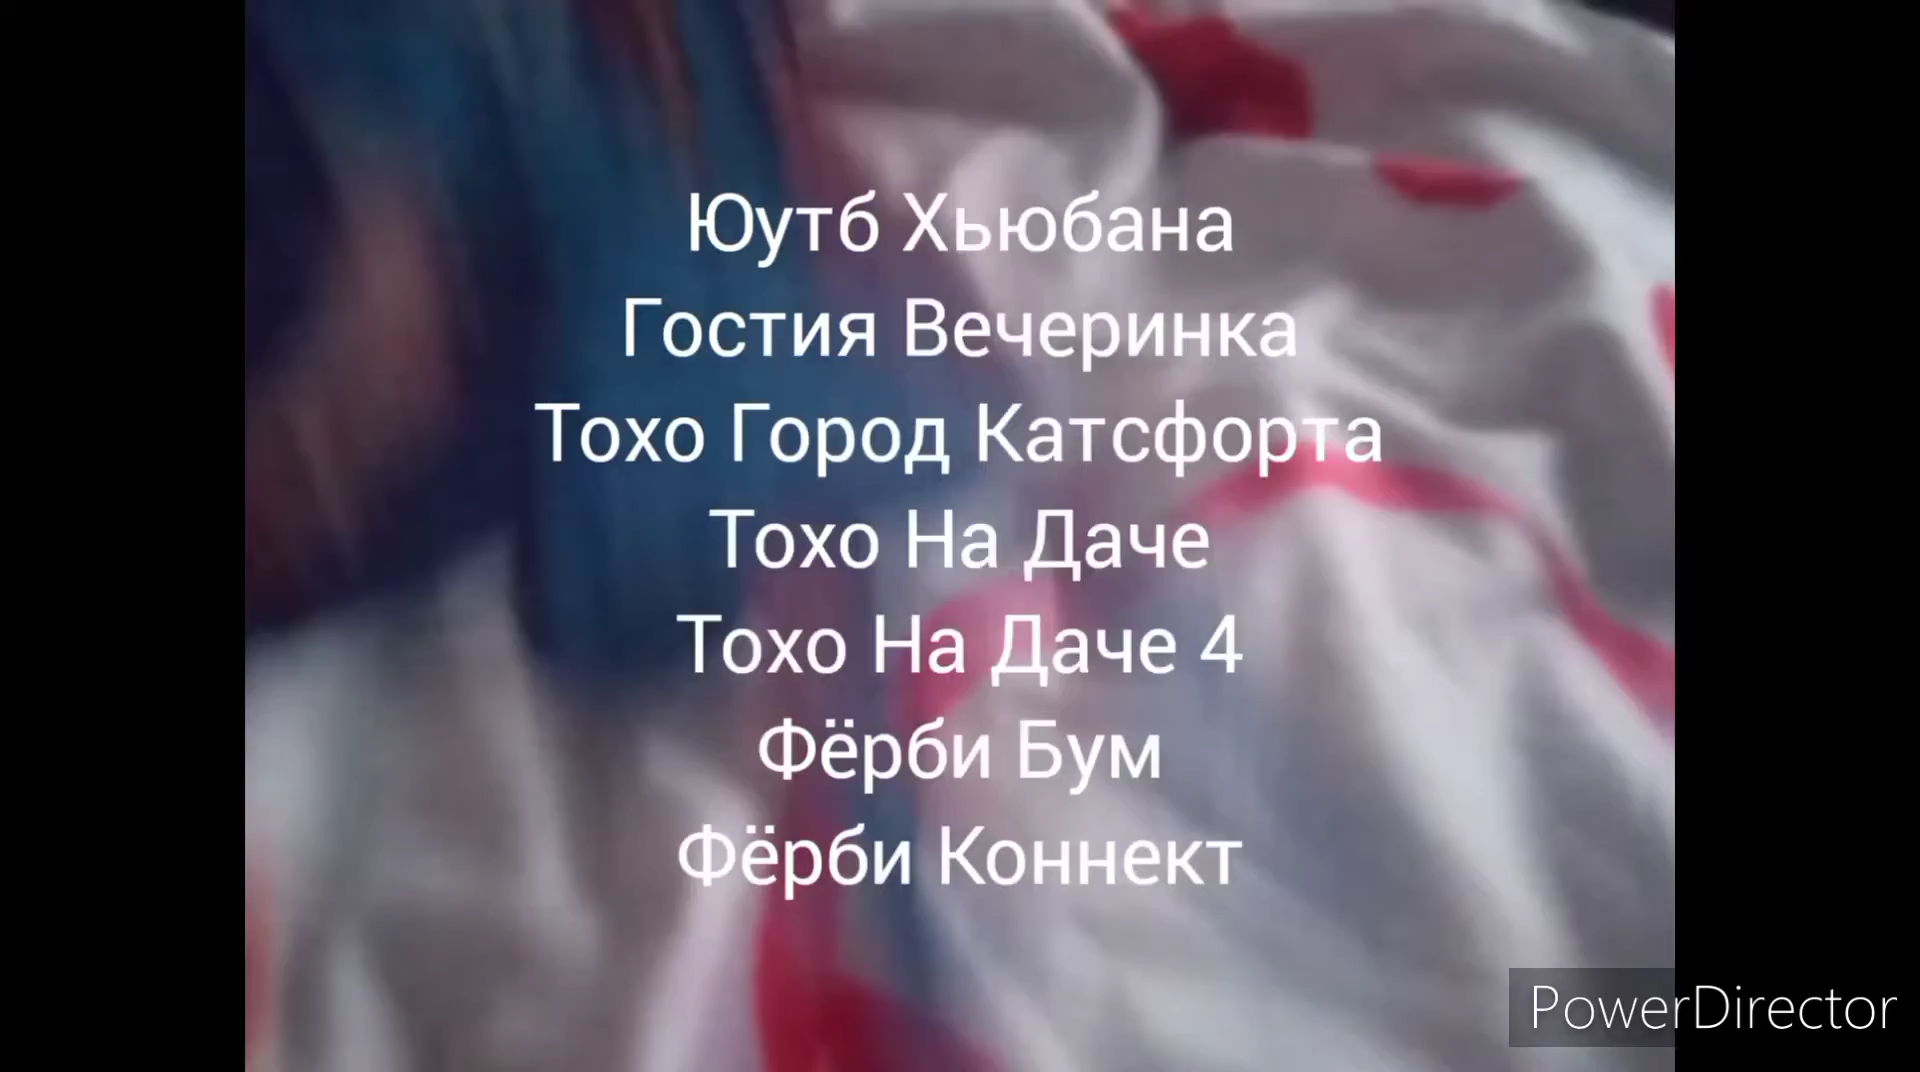 Юутб Хьюбана
Гостия Вечеринка
Тохо Город Катсфорта
Тохо На Даче
Тохо На Даче 4
Фёрби Бум
Фёрби Коннект
PowerDirector